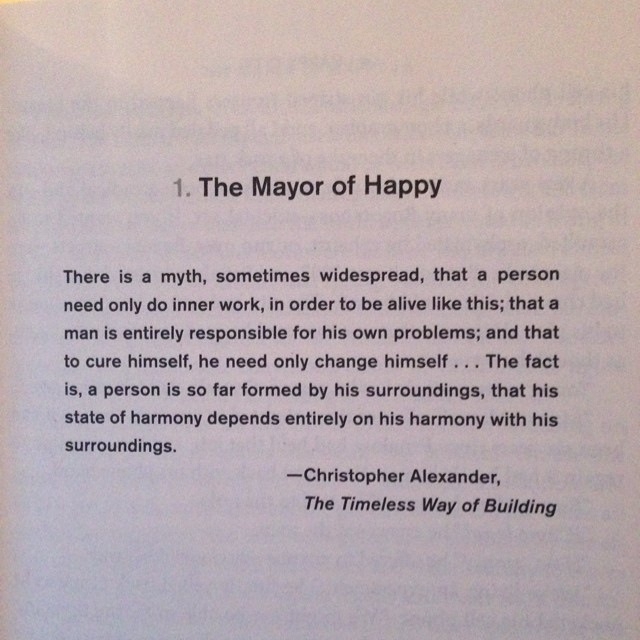 1. The Mayor of Happy
There is a myth, sometimes widespread, that a person
need only do inner work, in order to be alive like this; that a
man is entirely responsible for his own problems; and that
to cure himself, he need only change himself . . . The fact
is, a person is so far formed by his surroundings, that his
state of harmony depends entirely on his harmony with his
surroundings.
—Christopher Alexander,
The Timeless Way of Building